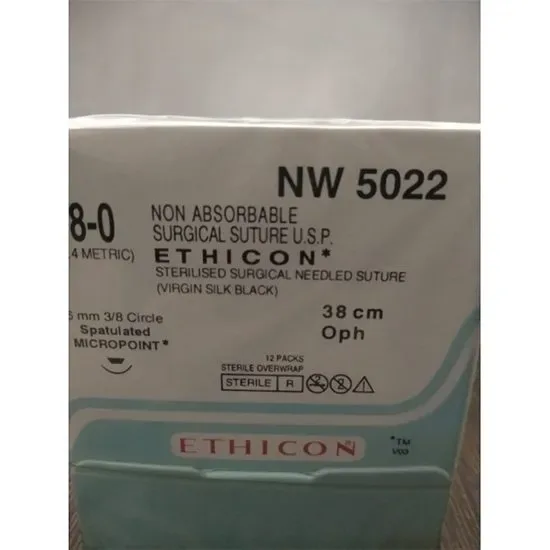 NW 5022
8-0
NON ABSORBABLE
SURGICAL SUTURE U.S.P.
4 METRIC)
ETHICON*
STERILISED SURGICAL NEEDLED SUTURE
(VIRGIN SILK BLACK)
mm 3/8 Circle
Spatulated
MICROPOINT*
38 cm
Oph
12 PACKS
STERILE OVERWRAP
STERILE R
ETHICON
*TM